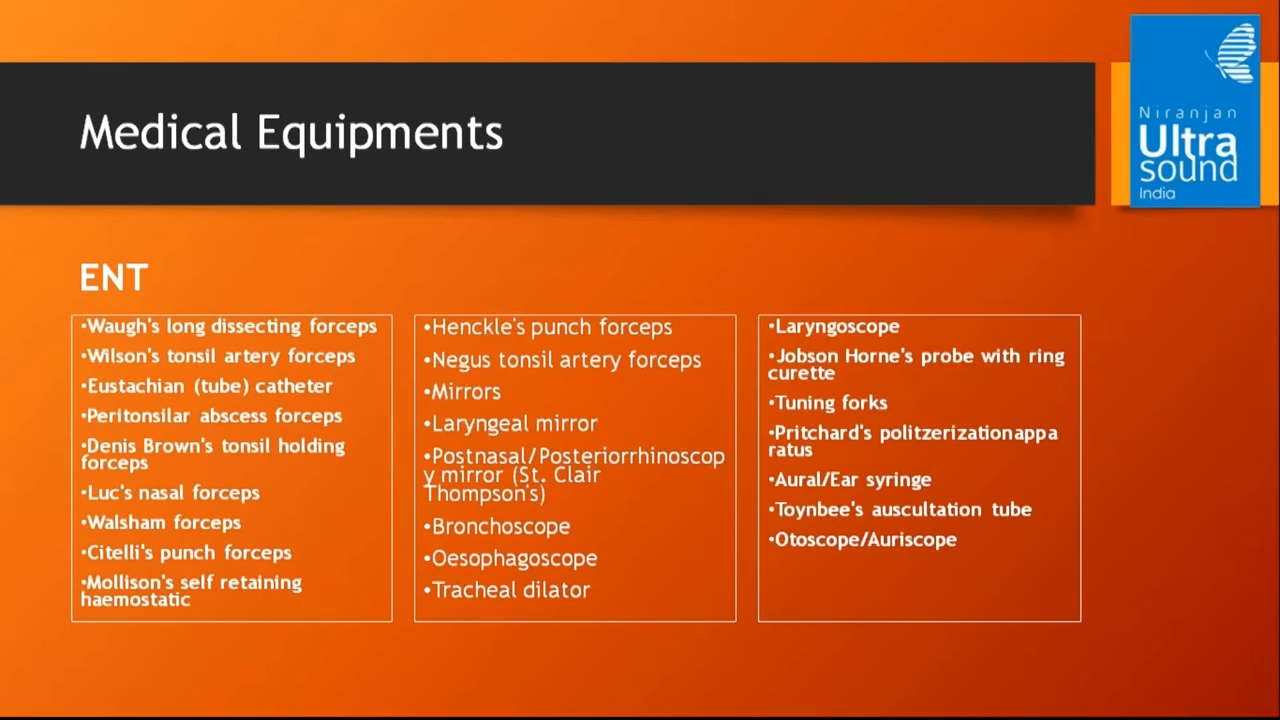 Medical Equipments
Niranjan
Ultra
sound
India
ENT
•Waugh's long dissecting forceps
•Wilson's tonsil artery forceps
•Eustachian (tube) catheter
•Peritonsilar abscess forceps
•Denis Brown's tonsil holding
forceps
•Luc's nasal forceps
•Walsham forceps
•Citelli's punch forceps
•Mollison's self retaining
haemostatic
•Henckle's punch forceps
•Negus tonsil artery forceps
•Mirrors
•Laryngeal mirror
•Postnasal/Posteriorrhinoscop
y mirror (St. Clair
Thompson's)
•Bronchoscope
•Oesophagoscope
•Tracheal dilator
•Laryngoscope
•Jobson Horne's probe with ring
curette
•Tuning forks
•Pritchard's politzerizationappa
ratus
•Aural/Ear syringe
•Toynbee's auscultation tube
•Otoscope/Auriscope